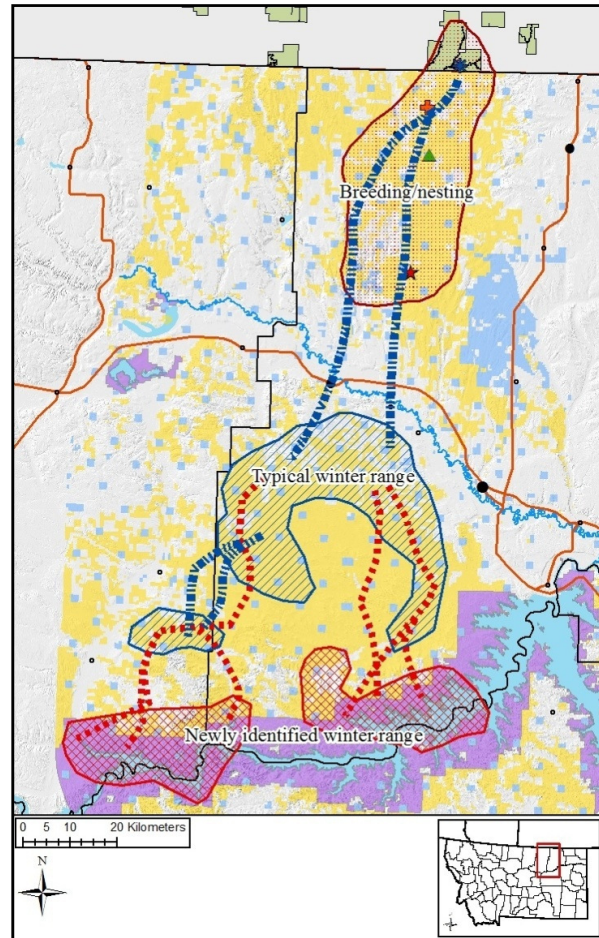 Breeding/nesting
Typical winter range
Newly identified winter range
0 5 10 20 Kilometers
N